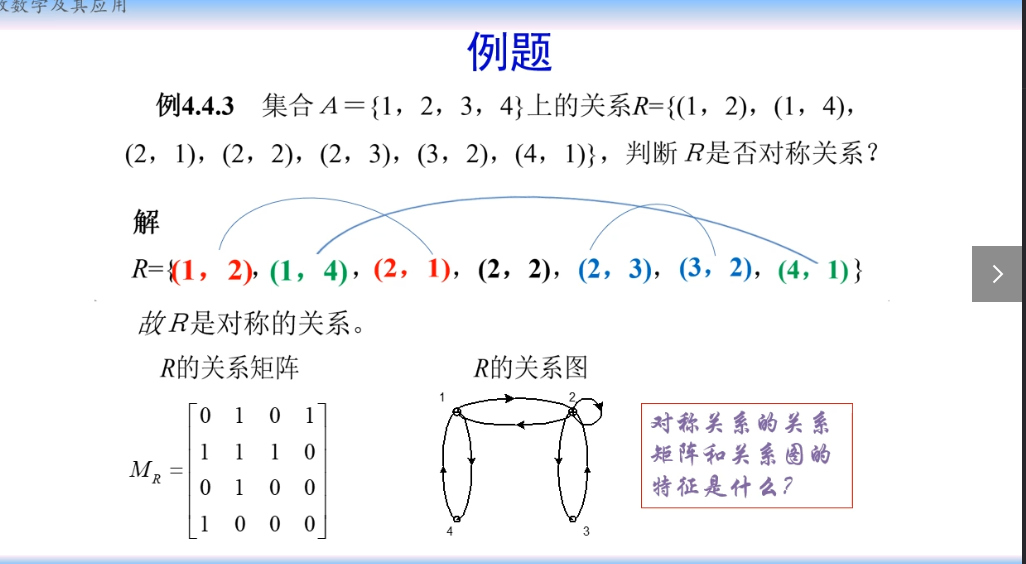 散数学及其应用
例题
例4.4.3 集合 A＝{1，2，3，4}上的关系R={(1，2)，(1，4)，
(2，1)，(2，2)，(2，3)，(3，2)，(4，1)}，判断 R是否对称关系？
解
R={(1，2)，(1，4)，(2，1)，(2，2)，(2，3)，(3，2)，(4，1)}
故 R是对称的关系。
R的关系矩阵 R的关系图
M_R =
0 1 0 1
1 1 1 0
0 1 0 0
1 0 0 0
1 2
4 3
对称关系的关系
矩阵和关系图的
特征是什么？